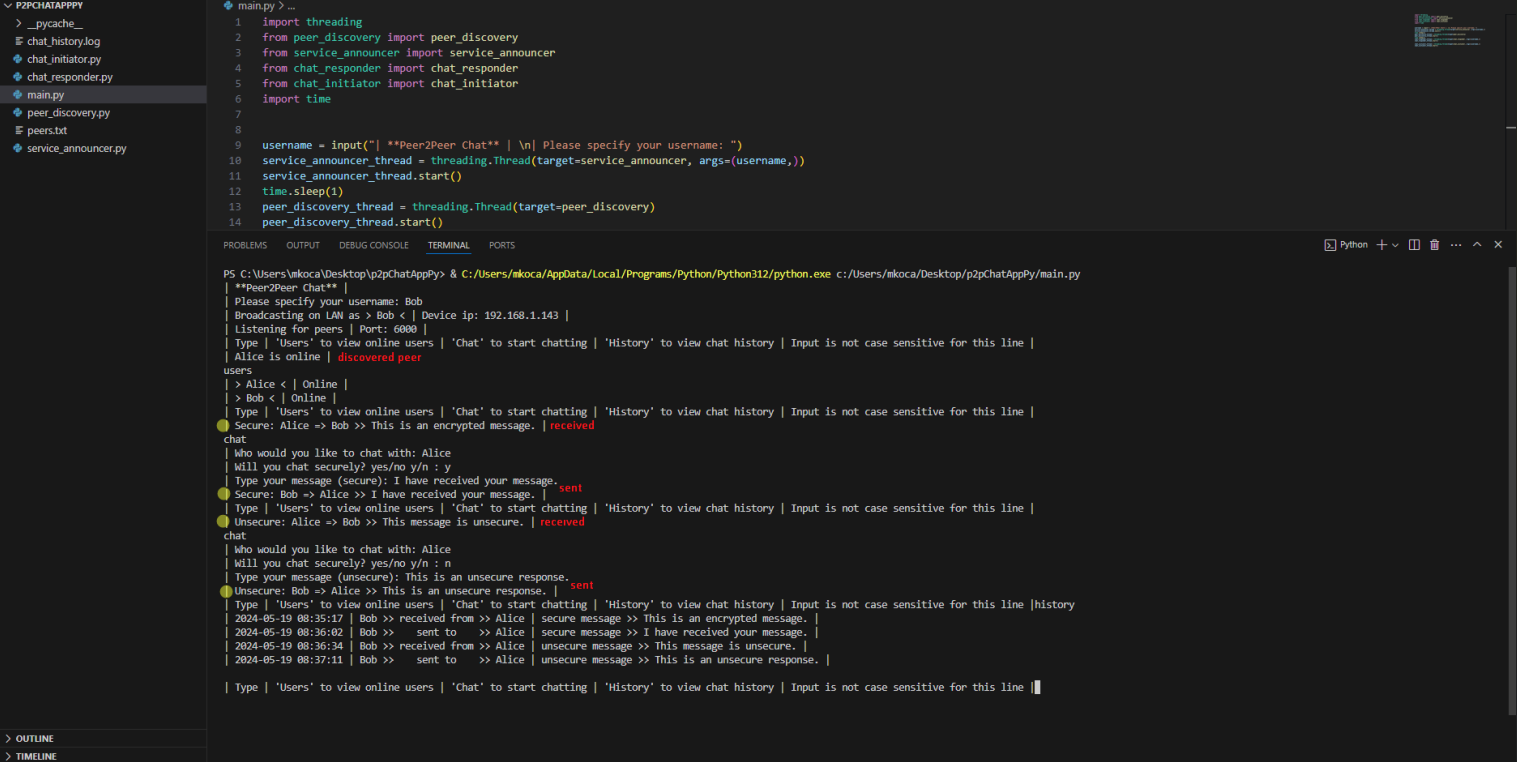 P2PCHATAPPPY
__pycache__
chat_history.log
chat_initiator.py
chat_responder.py
main.py
peer_discovery.py
peers.txt
service_announcer.py
OUTLINE
TIMELINE
main.py > ...
1 import threading
2 from peer_discovery import peer_discovery
3 from service_announcer import service_announcer
4 from chat_responder import chat_responder
5 from chat_initiator import chat_initiator
6 import time
7
8
9 username = input("| **Peer2Peer Chat** | \n| Please specify your username: ")
10 service_announcer_thread = threading.Thread(target=service_announcer, args=(username,))
11 service_announcer_thread.start()
12 time.sleep(1)
13 peer_discovery_thread = threading.Thread(target=peer_discovery)
14 peer_discovery_thread.start()
PROBLEMS OUTPUT DEBUG CONSOLE TERMINAL PORTS Python
PS C:\Users\mkoca\Desktop\p2pChatAppPy> & C:/Users/mkoca/AppData/Local/Programs/Python/Python312/python.exe c:/Users/mkoca/Desktop/p2pChatAppPy/main.py
| **Peer2Peer Chat** |
| Please specify your username: Bob
| Broadcasting on LAN as > Bob < | Device ip: 192.168.1.143 |
| Listening for peers | Port: 6000 |
| Type | 'Users' to view online users | 'Chat' to start chatting | 'History' to view chat history | Input is not case sensitive for this line |
| Alice is online | discovered peer
users
| > Alice < | Online |
| > Bob < | Online |
| Type | 'Users' to view online users | 'Chat' to start chatting | 'History' to view chat history | Input is not case sensitive for this line |
| Secure: Alice => Bob >> This is an encrypted message. | received
chat
| Who would you like to chat with: Alice
| Will you chat securely? yes/no y/n : y
| Type your message (secure): I have received your message.
| Secure: Bob => Alice >> I have received your message. | sent
| Type | 'Users' to view online users | 'Chat' to start chatting | 'History' to view chat history | Input is not case sensitive for this line |
| Unsecure: Alice => Bob >> This message is unsecure. | received
chat
| Who would you like to chat with: Alice
| Will you chat securely? yes/no y/n : n
| Type your message (unsecure): This is an unsecure response.
| Unsecure: Bob => Alice >> This is an unsecure response. | sent
| Type | 'Users' to view online users | 'Chat' to start chatting | 'History' to view chat history | Input is not case sensitive for this line |history
| 2024-05-19 08:35:17 | Bob >> received from >> Alice | secure message >> This is an encrypted message. |
| 2024-05-19 08:36:02 | Bob >> sent to >> Alice | secure message >> I have received your message. |
| 2024-05-19 08:36:34 | Bob >> received from >> Alice | unsecure message >> This message is unsecure. |
| 2024-05-19 08:37:11 | Bob >> sent to >> Alice | unsecure message >> This is an unsecure response. |
| Type | 'Users' to view online users | 'Chat' to start chatting | 'History' to view chat history | Input is not case sensitive for this line |